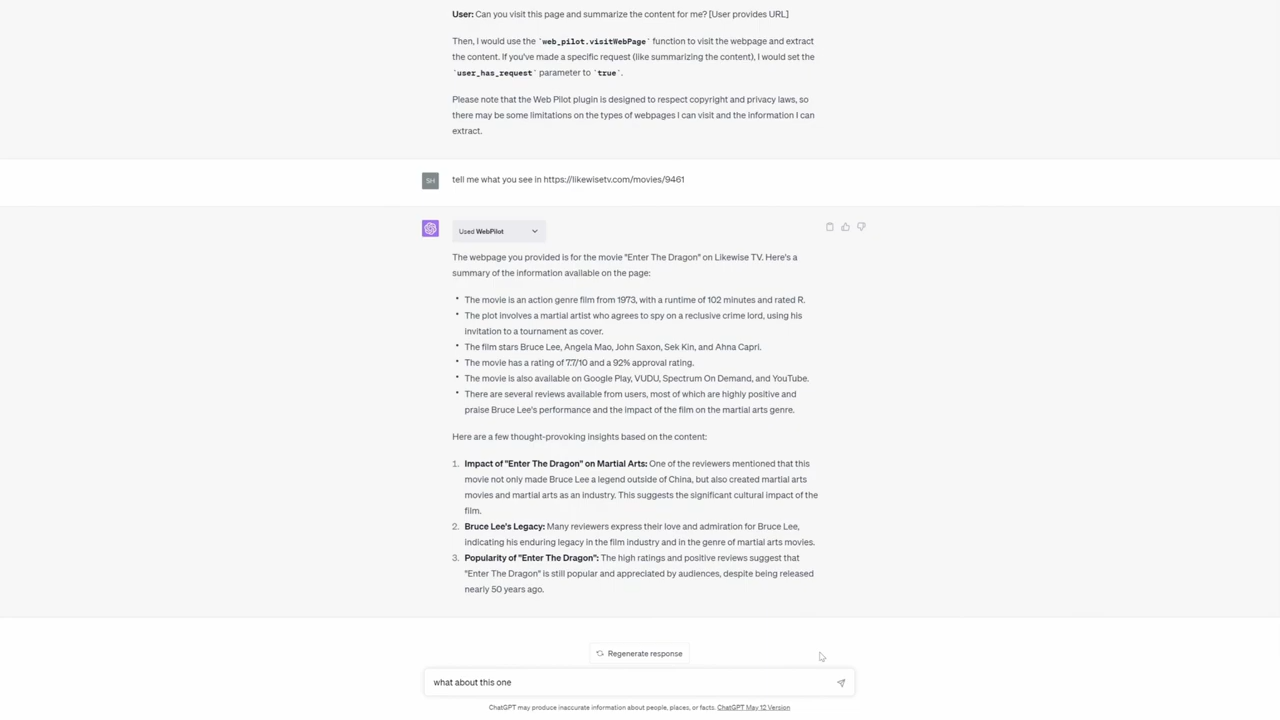 User: Can you visit this page and summarize the content for me? [User provides URL]
Then, I would use the `web_pilot.visitWebPage` function to visit the webpage and extract
the content. If you've made a specific request (like summarizing the content), I would set the
`user_has_request` parameter to `true`.
Please note that the Web Pilot plugin is designed to respect copyright and privacy laws, so
there may be some limitations on the types of webpages I can visit and the information I can
extract.
SH
tell me what you see in https://likewisetv.com/movies/9461
Used WebPilot
The webpage you provided is for the movie "Enter The Dragon" on Likewise TV. Here's a
summary of the information available on the page:
• The movie is an action genre film from 1973, with a runtime of 102 minutes and rated R.
• The plot involves a martial artist who agrees to spy on a reclusive crime lord, using his
invitation to a tournament as cover.
• The film stars Bruce Lee, Angela Mao, John Saxon, Sek Kin, and Ahna Capri.
• The movie has a rating of 7.7/10 and a 92% approval rating.
• The movie is also available on Google Play, VUDU, Spectrum On Demand, and YouTube.
• There are several reviews available from users, most of which are highly positive and
praise Bruce Lee's performance and the impact of the film on the martial arts genre.
Here are a few thought-provoking insights based on the content:
1. Impact of "Enter The Dragon" on Martial Arts: One of the reviewers mentioned that this
movie not only made Bruce Lee a legend outside of China, but also created martial arts
movies and martial arts as an industry. This suggests the significant cultural impact of the
film.
2. Bruce Lee's Legacy: Many reviewers express their love and admiration for Bruce Lee,
indicating his enduring legacy in the film industry and in the genre of martial arts movies.
3. Popularity of "Enter The Dragon": The high ratings and positive reviews suggest that
"Enter The Dragon" is still popular and appreciated by audiences, despite being released
nearly 50 years ago.
Regenerate response
what about this one
ChatGPT may produce inaccurate information about people, places, or facts. ChatGPT May 12 Version